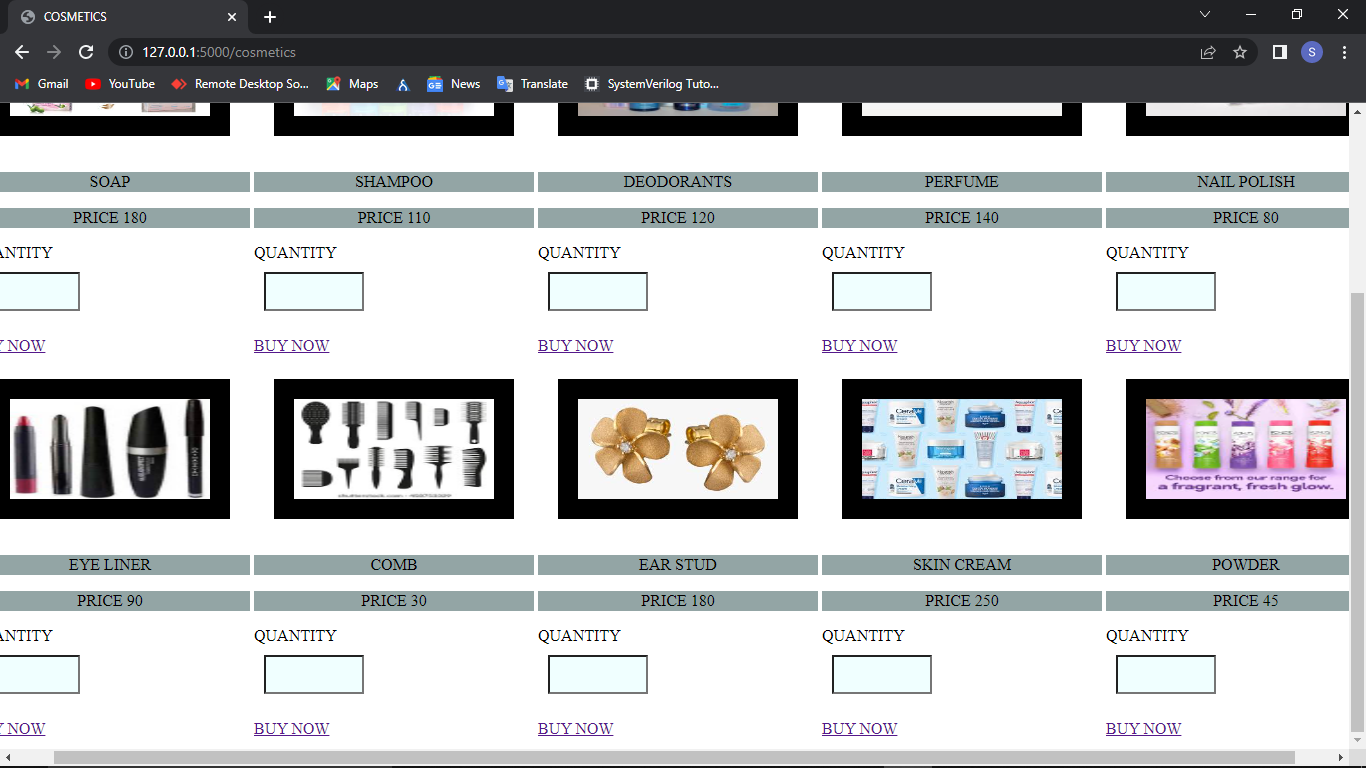 COSMETICS
127.0.0.1:5000/cosmetics
S
Gmail YouTube Remote Desktop So... Maps News Translate SystemVerilog Tuto...
SOAP SHAMPOO DEODORANTS PERFUME NAIL POLISH
PRICE 180 PRICE 110 PRICE 120 PRICE 140 PRICE 80
ANTITY QUANTITY QUANTITY QUANTITY QUANTITY
Y NOW BUY NOW BUY NOW BUY NOW BUY NOW
CeraVe
Choose from our range for
a fragrant, fresh glow.
EYE LINER COMB EAR STUD SKIN CREAM POWDER
PRICE 90 PRICE 30 PRICE 180 PRICE 250 PRICE 45
ANTITY QUANTITY QUANTITY QUANTITY QUANTITY
Y NOW BUY NOW BUY NOW BUY NOW BUY NOW